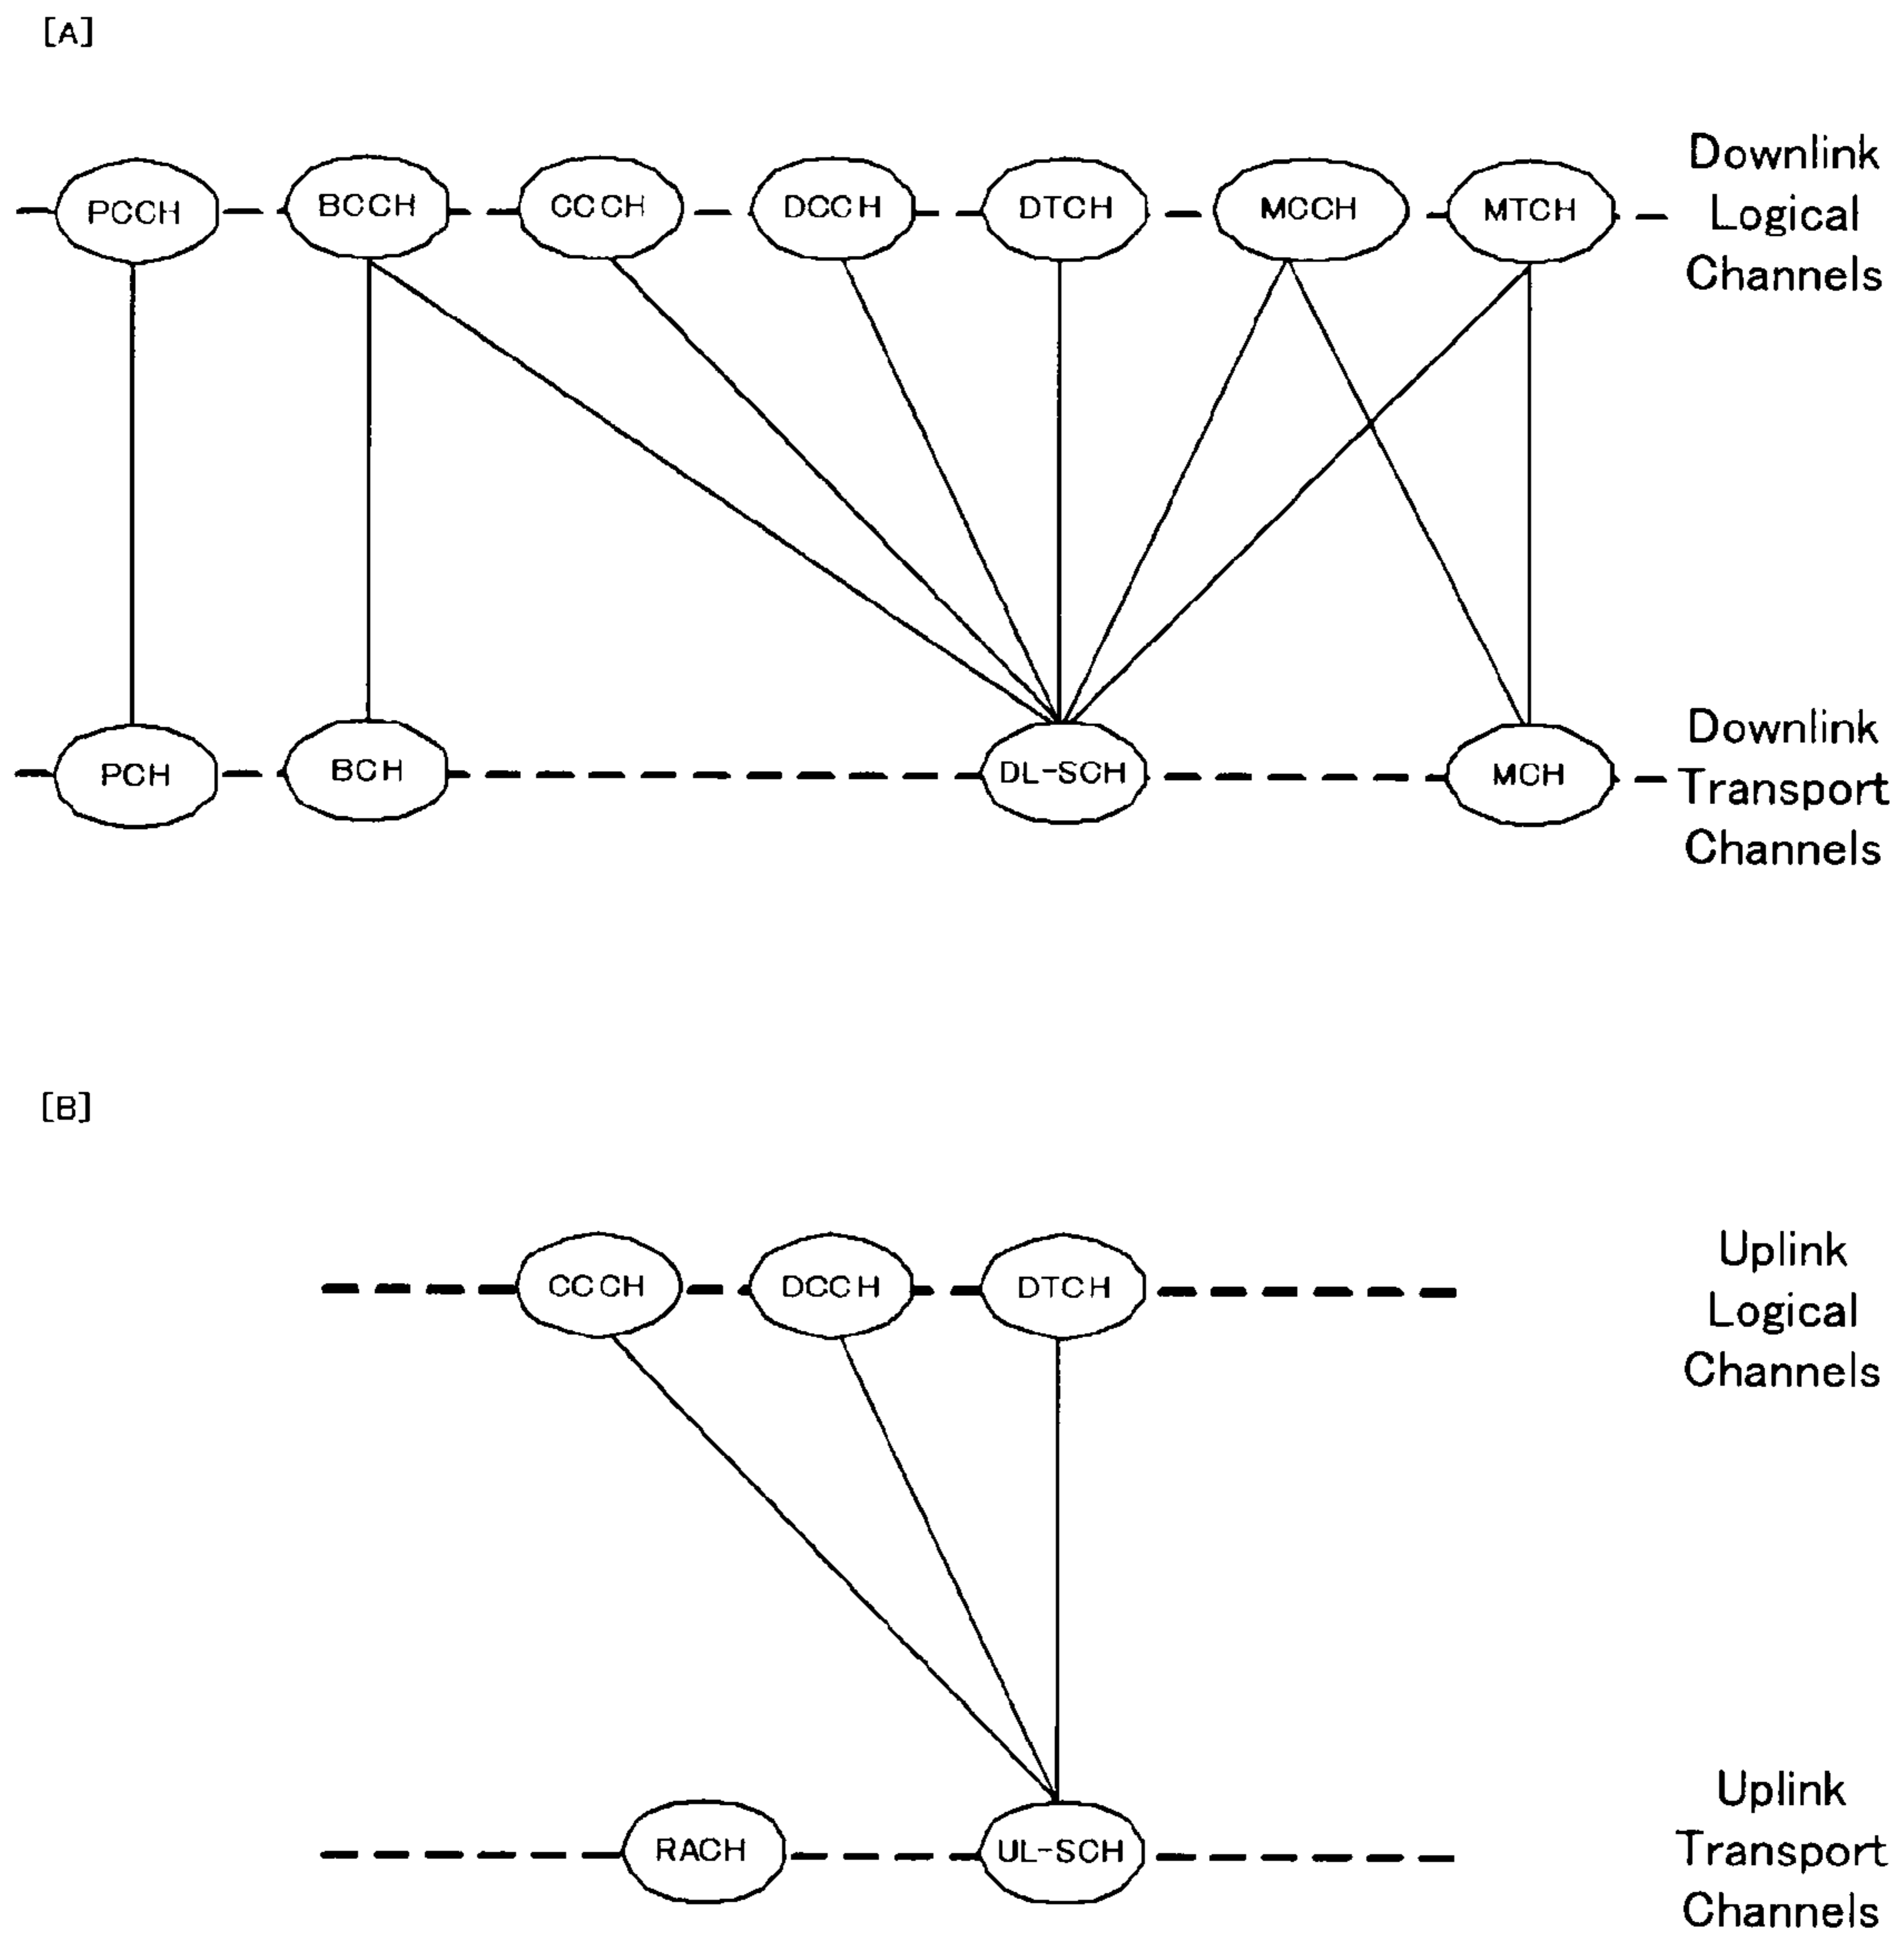 [A]
PCCH BCCH CCCH DCCH DTCH MCCH MTCH
Downlink
Logical
Channels
PCH BCH DL-SCH MCH
Downlink
Transport
Channels
[B]
CCCH DCCH DTCH
Uplink
Logical
Channels
RACH UL-SCH
Uplink
Transport
Channels